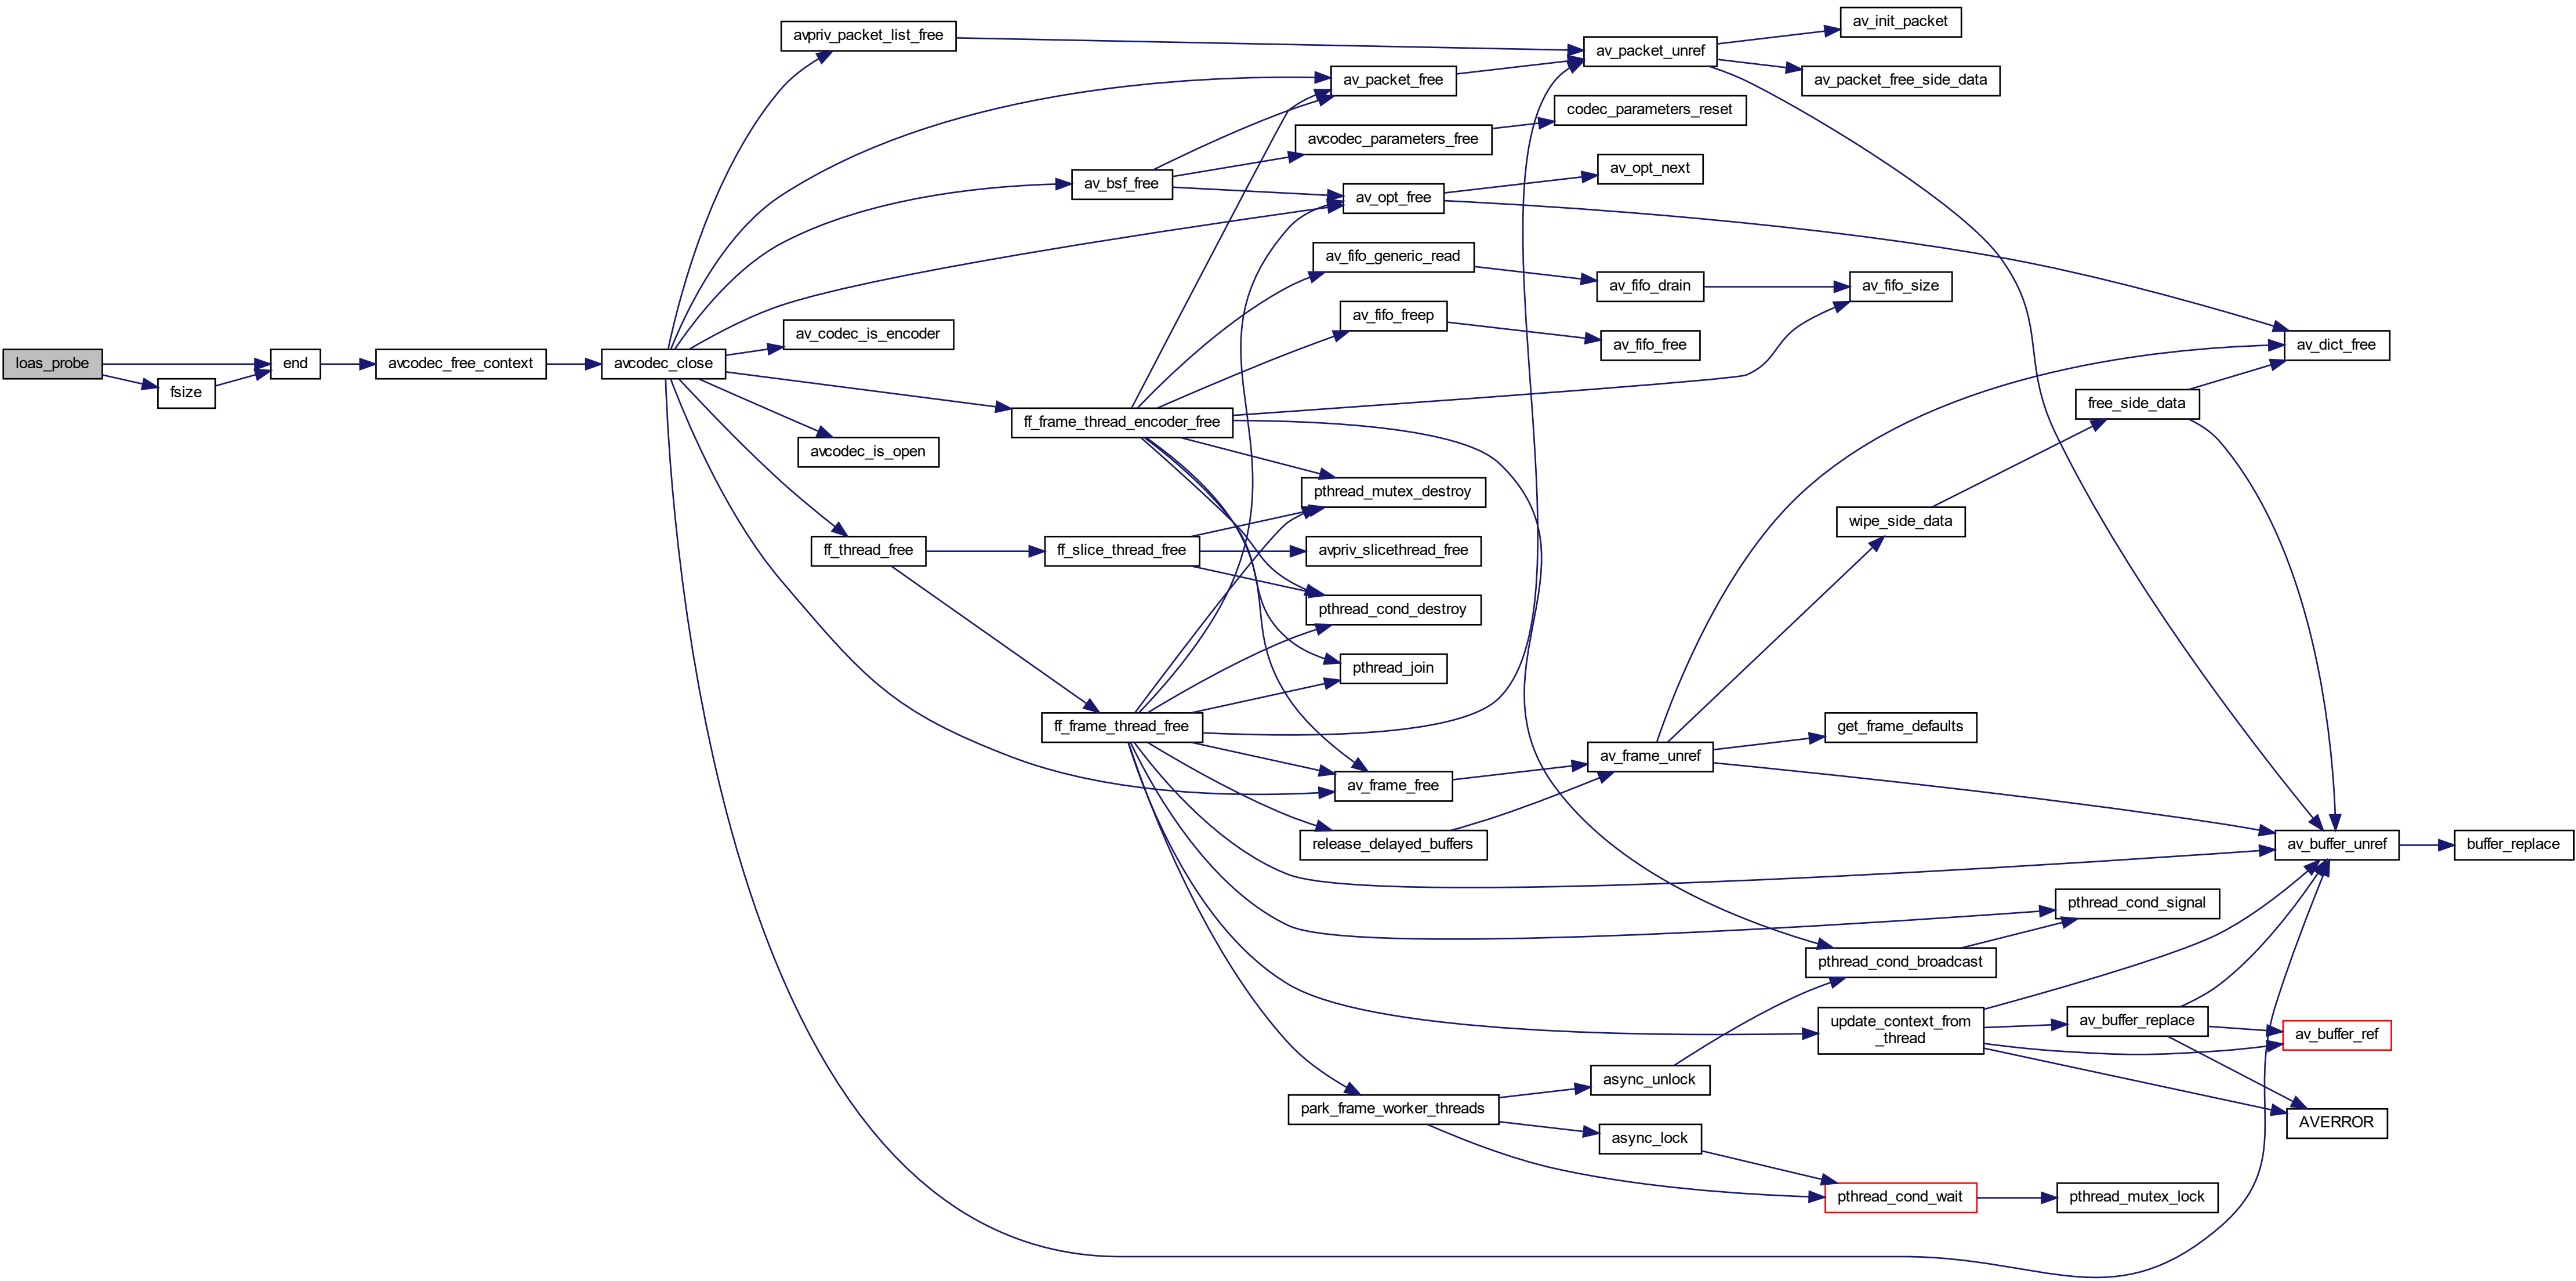 loas_probe
fsize
end
avcodec_free_context
avcodec_close
avpriv_packet_list_free
av_codec_is_encoder
avcodec_is_open
ff_thread_free
av_bsf_free
ff_frame_thread_encoder_free
ff_slice_thread_free
ff_frame_thread_free
av_packet_free
avcodec_parameters_free
av_opt_free
av_fifo_generic_read
av_fifo_freep
pthread_mutex_destroy
avpriv_slicethread_free
pthread_cond_destroy
pthread_join
av_frame_free
release_delayed_buffers
park_frame_worker_threads
av_packet_unref
codec_parameters_reset
av_opt_next
av_fifo_drain
av_fifo_free
av_frame_unref
async_unlock
async_lock
av_init_packet
av_packet_free_side_data
av_fifo_size
wipe_side_data
get_frame_defaults
pthread_cond_broadcast
update_context_from
_thread
pthread_cond_wait
free_side_data
pthread_cond_signal
av_buffer_replace
pthread_mutex_lock
av_dict_free
av_buffer_unref
av_buffer_ref
AVERROR
buffer_replace